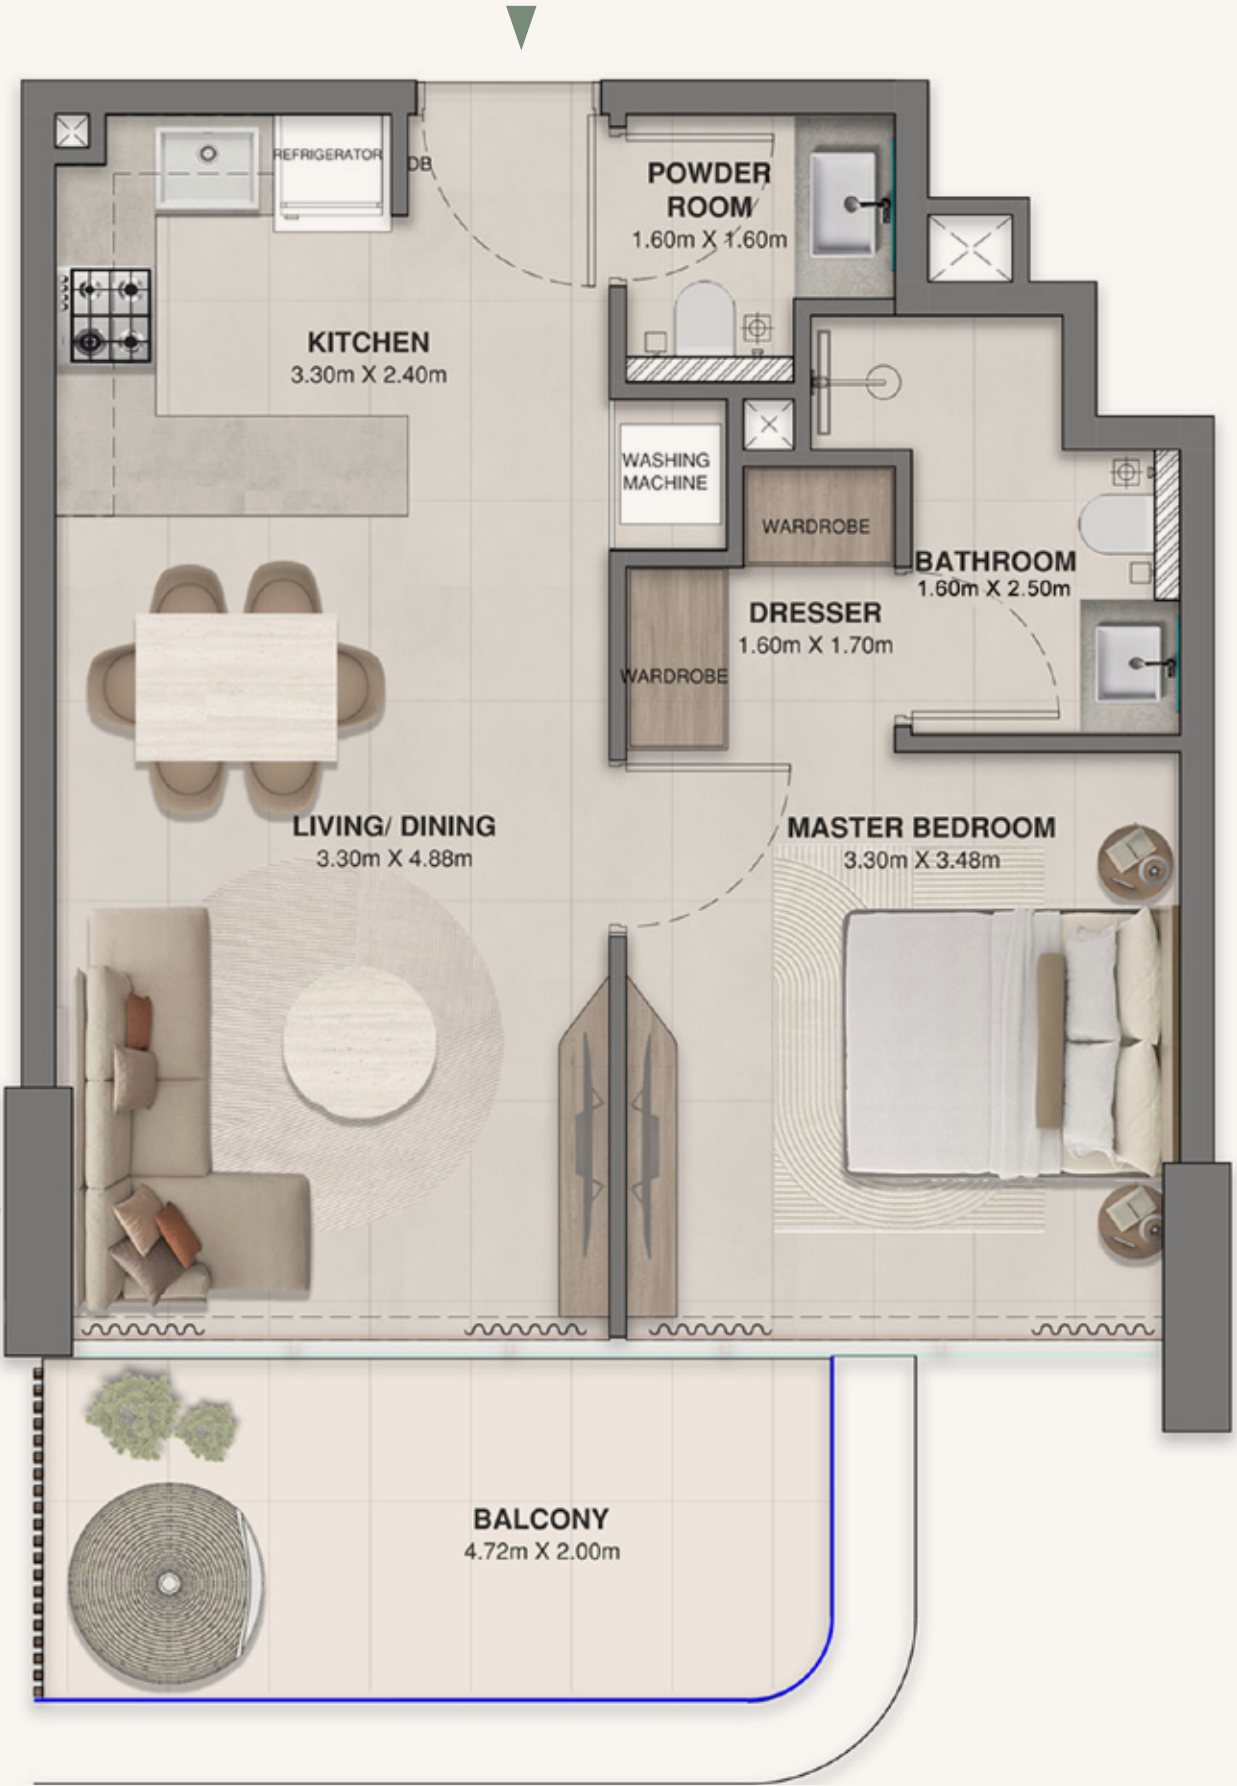 REFRIGERATOR
DB
POWDER
ROOM
1.60m X 1.60m
KITCHEN
3.30m X 2.40m
WASHING
MACHINE
WARDROBE
BATHROOM
1.60m X 2.50m
DRESSER
1.60m X 1.70m
WARDROBE
LIVING/ DINING
3.30m X 4.88m
MASTER BEDROOM
3.30m X 3.48m
BALCONY
4.72m X 2.00m